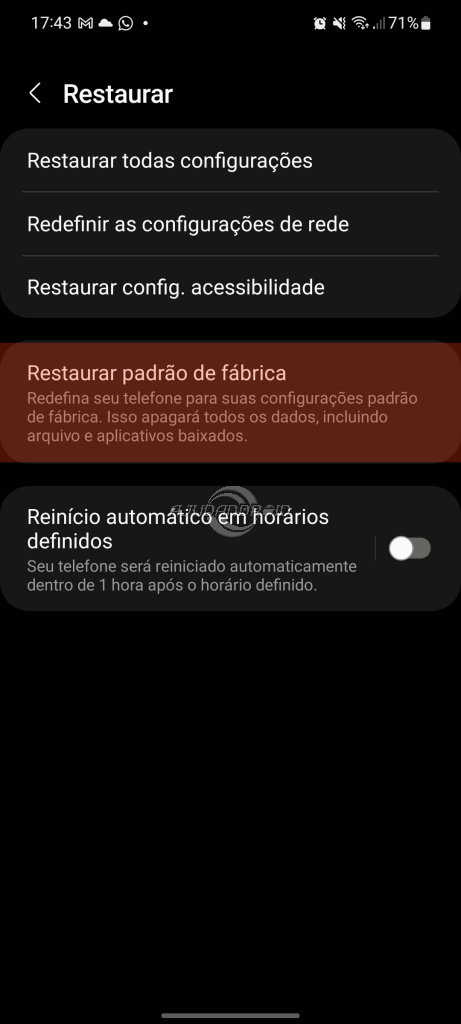 17:43
71%
Restaurar
Restaurar todas configurações
Redefinir as configurações de rede
Restaurar config. acessibilidade
Restaurar padrão de fábrica
Redefina seu telefone para suas configurações padrão
de fábrica. Isso apagará todos os dados, incluindo
arquivo e aplicativos baixados.
AJUDANDROID
Reinício automático em horários
definidos
Seu telefone será reiniciado automaticamente
dentro de 1 hora após o horário definido.